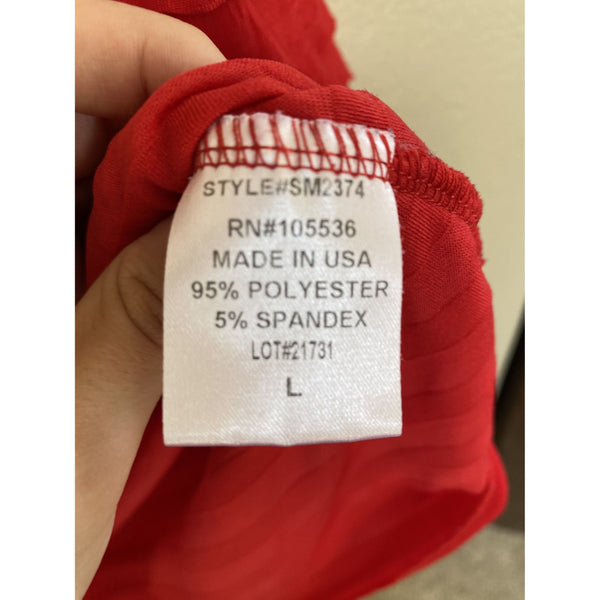 STYLE#SM2374
RN#105536
MADE IN USA
95% POLYESTER
5% SPANDEX
LOT#21731
L